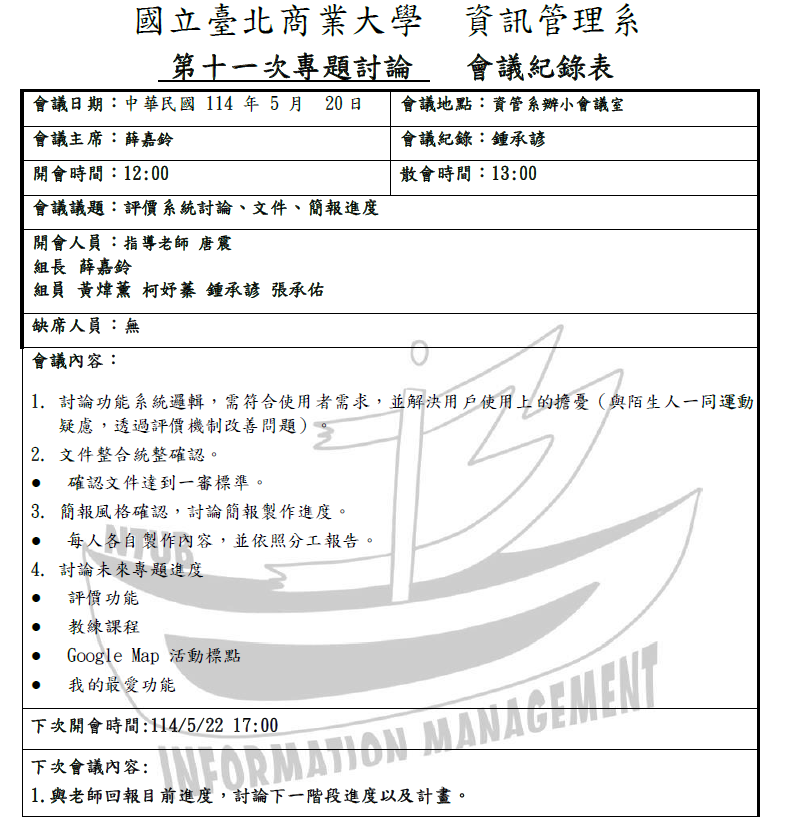 國立臺北商業大學 資訊管理系
第十一次專題討論 會議紀錄表
會議日期：中華民國 114 年 5 月 20 日
會議地點：資管系辦小會議室
會議主席：薛嘉鈴
會議紀錄：鍾承諺
開會時間：12:00
散會時間：13:00
會議議題：評價系統討論、文件、簡報進度
開會人員：指導老師 唐震
組長 薛嘉鈴
組員 黃煒薰 柯妤蓁 鍾承諺 張承佑
缺席人員：無
會議內容：
1. 討論功能系統邏輯，需符合使用者需求，並解決用戶使用上的擔憂（與陌生人一同運動
疑慮，透過評價機制改善問題）。
2. 文件整合統整確認。
● 確認文件達到一審標準。
3. 簡報風格確認，討論簡報製作進度。
● 每人各自製作內容，並依照分工報告。
4. 討論未來專題進度
● 評價功能
● 教練課程
● Google Map 活動標點
● 我的最愛功能
下次開會時間:114/5/22 17:00
下次會議內容:
1.與老師回報目前進度，討論下一階段進度以及計畫。
NTUB
INFORMATION MANAGEMENT